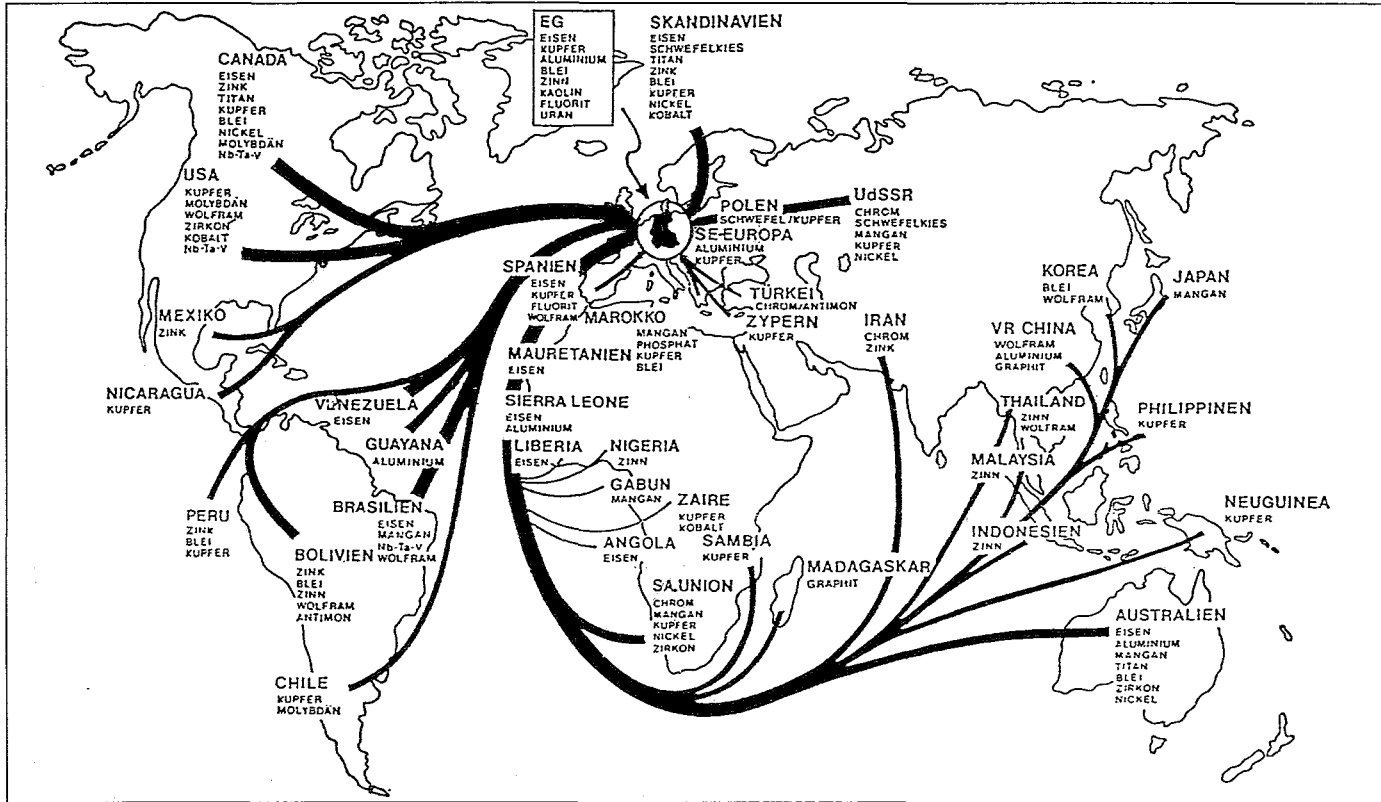 EG
EISEN
KUPFER
ALUMINIUM
BLEI
ZINN
KAOLIN
FLUORIT
URAN
SKANDINAVIEN
EISEN
SCHWEFELKIES
TITAN
ZINK
BLEI
KUPFER
NICKEL
KOBALT
CANADA
EISEN
ZINK
TITAN
KUPFER
BLEI
NICKEL
MOLYBDÄN
Nb-Ta-V
USA
KUPFER
MOLYBDÄN
WOLFRAM
ZIRKON
KOBALT
Nb-Ta-V
POLEN
SCHWEFEL/KUPFER
SE-EUROPA
ALUMINIUM
KUPFER
UdSSR
CHROM
SCHWEFELKIES
MANGAN
KUPFER
NICKEL
SPANIEN
EISEN
KUPFER
FLUORIT
WOLFRAM
TÜRKEI
CHROM/ANTIMON
ZYPERN
KUPFER
MAROKKO
MANGAN
PHOSPHAT
KUPFER
BLEI
IRAN
CHROM
ZINK
KOREA
BLEI
WOLFRAM
JAPAN
MANGAN
VR CHINA
WOLFRAM
ALUMINIUM
GRAPHIT
MEXIKO
ZINK
NICARAGUA
KUPFER
MAURETANIEN
EISEN
VENEZUELA
EISEN
SIERRA LEONE
EISEN
ALUMINIUM
THAILAND
ZINN
WOLFRAM
PHILIPPINEN
KUPFER
GUAYANA
ALUMINIUM
LIBERIA
EISEN
NIGERIA
ZINN
GABUN
MANGAN
MALAYSIA
ZINN
PERU
ZINK
BLEI
KUPFER
BRASILIEN
EISEN
MANGAN
Nb-Ta-V
WOLFRAM
ZAIRE
KUPFER
KOBALT
NEUGUINEA
KUPFER
BOLIVIEN
ZINK
BLEI
ZINN
WOLFRAM
ANTIMON
ANGOLA
EISEN
SAMBIA
KUPFER
INDONESIEN
ZINN
MADAGASKAR
GRAPHIT
SA.UNION
CHROM
MANGAN
KUPFER
NICKEL
ZIRKON
AUSTRALIEN
EISEN
ALUMINIUM
MANGAN
TITAN
BLEI
ZIRKON
NICKEL
CHILE
KUPFER
MOLYBDÄN